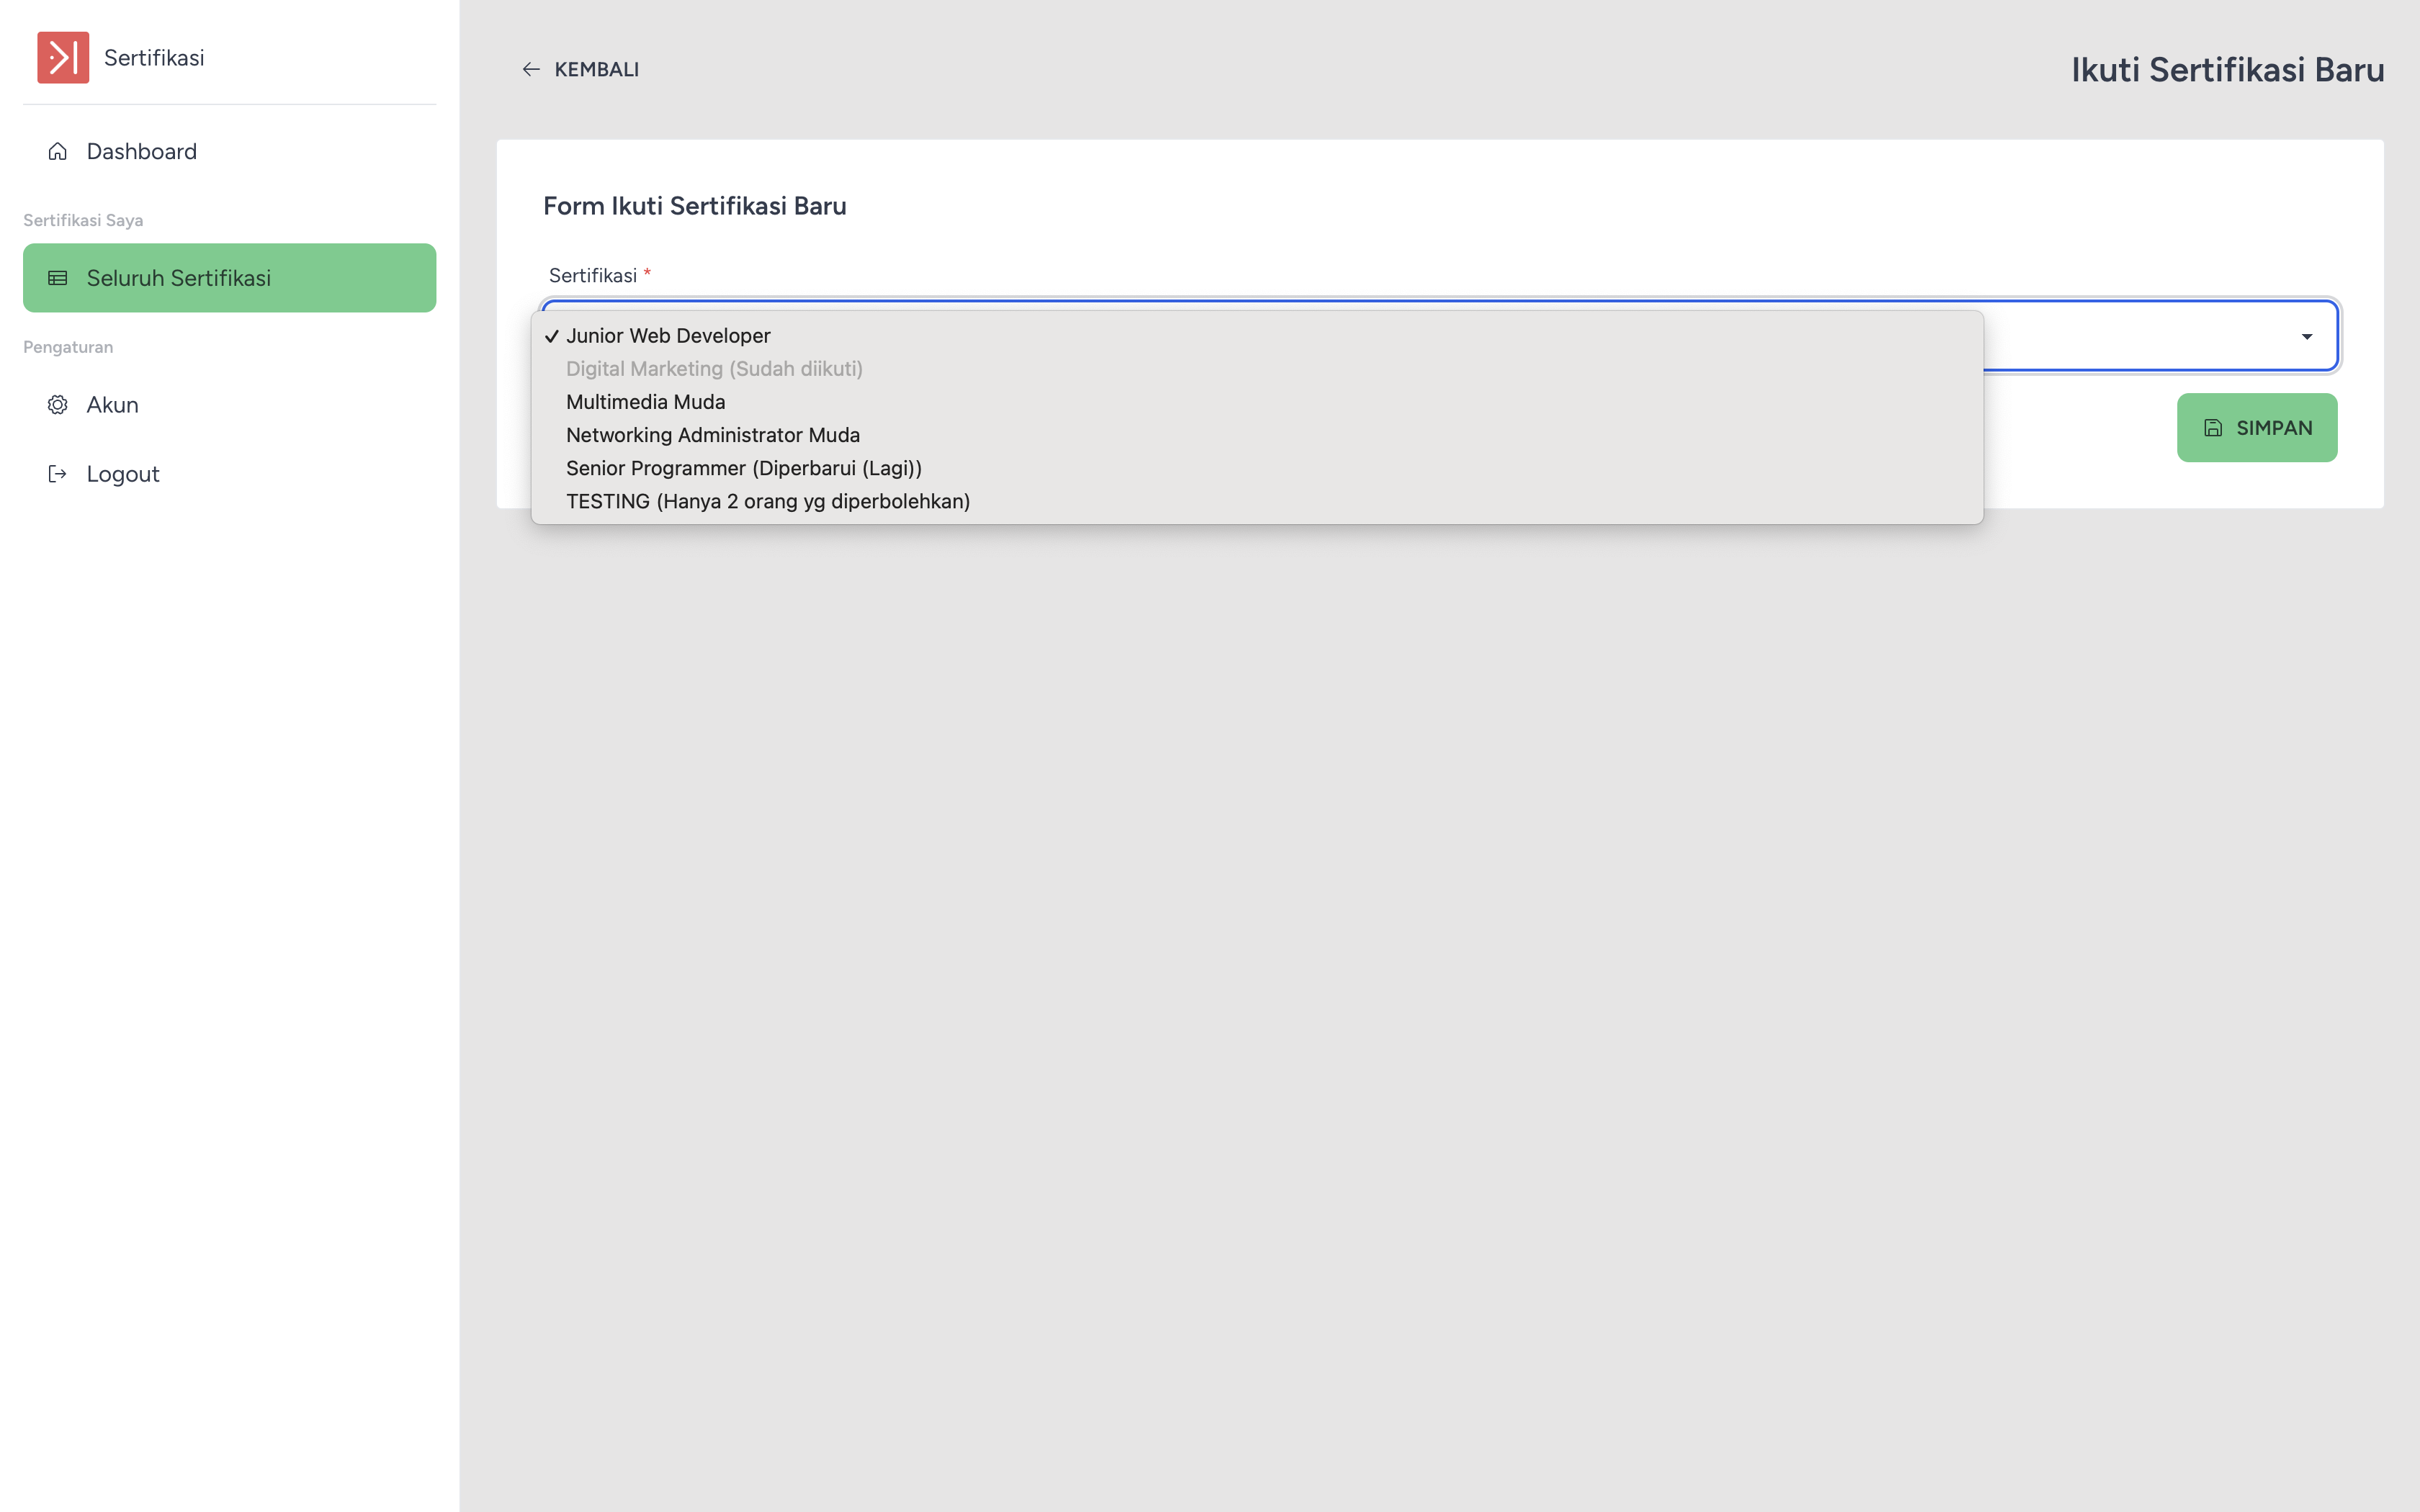 Sertifikasi
Dashboard
Sertifikasi Saya
Seluruh Sertifikasi
Pengaturan
Akun
Logout
KEMBALI
Ikuti Sertifikasi Baru
Form Ikuti Sertifikasi Baru
Sertifikasi *
Junior Web Developer
Digital Marketing (Sudah diikuti)
Multimedia Muda
Networking Administrator Muda
Senior Programmer (Diperbarui (Lagi))
TESTING (Hanya 2 orang yg diperbolehkan)
SIMPAN